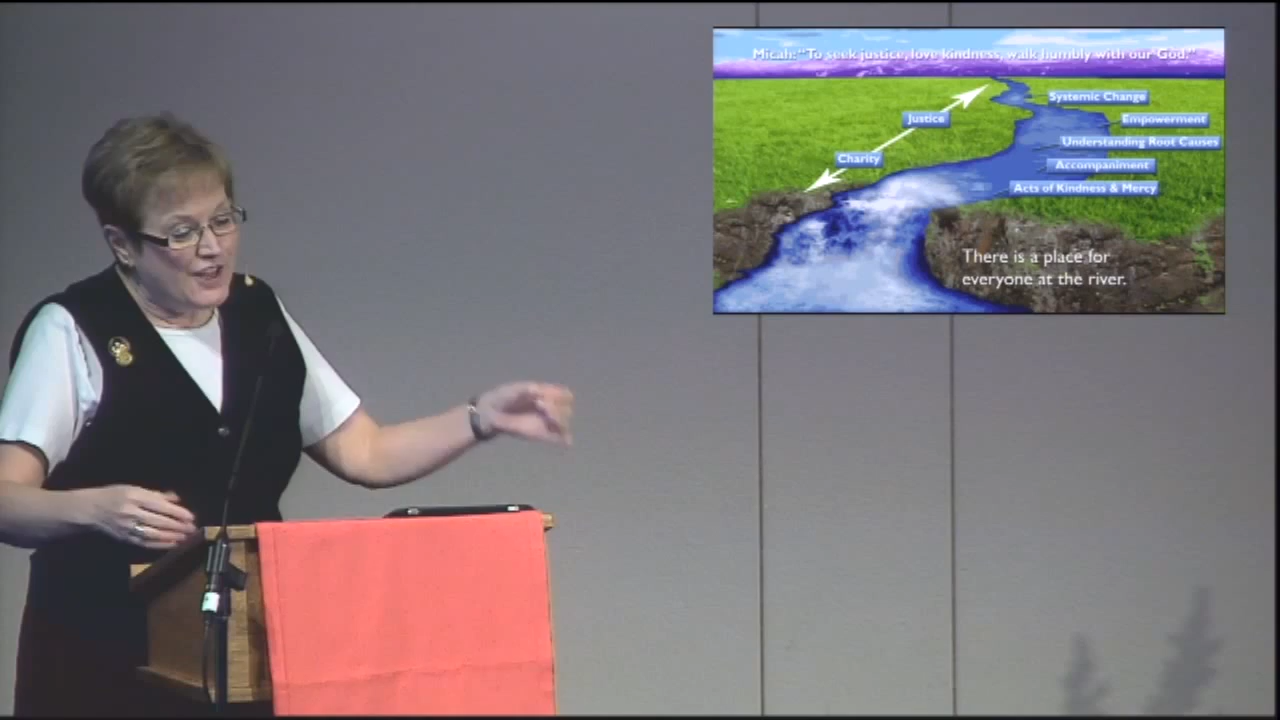 Micah: "To seek justice, love kindness, walk humbly with our God."
Systemic Change
Justice
Empowerment
Understanding Root Causes
Charity
Accompaniment
Acts of Kindness & Mercy
There is a place for
everyone at the river.